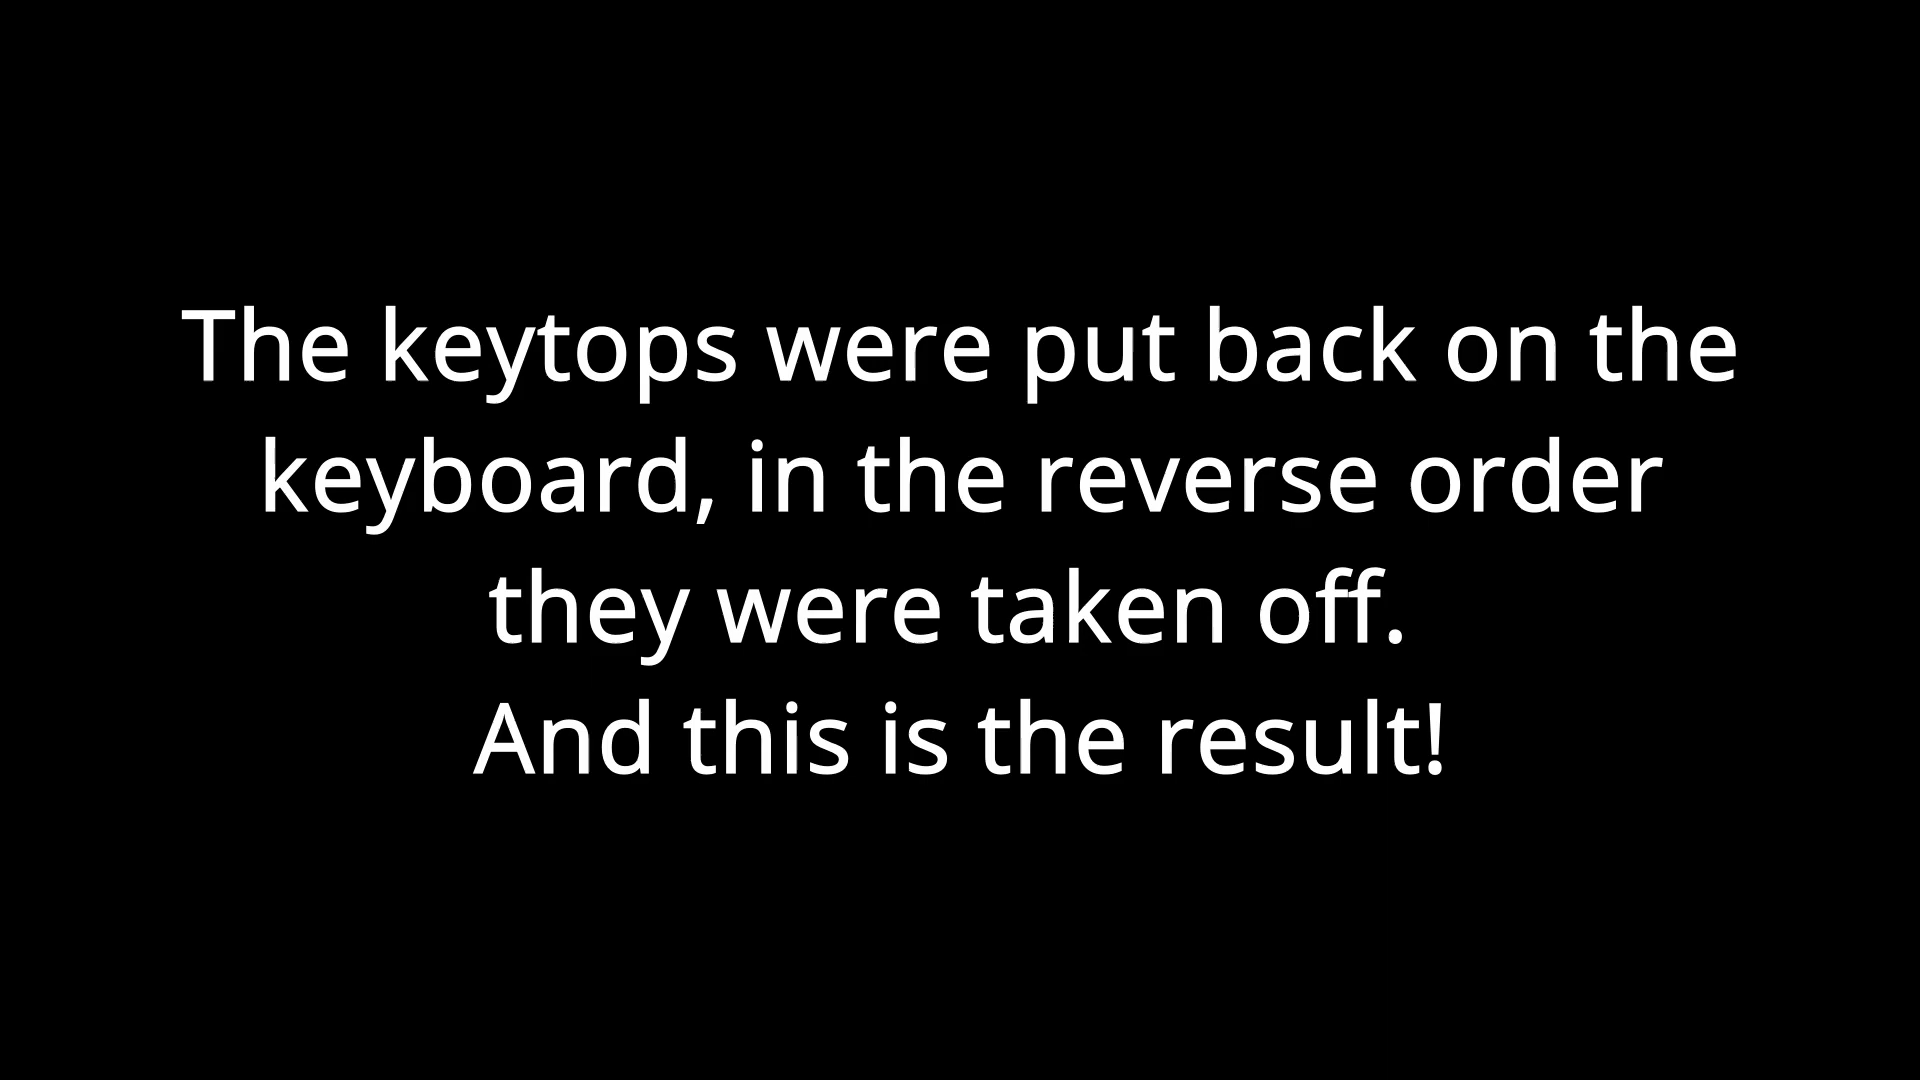 The keytops were put back on the
keyboard, in the reverse order
they were taken off.
And this is the result!